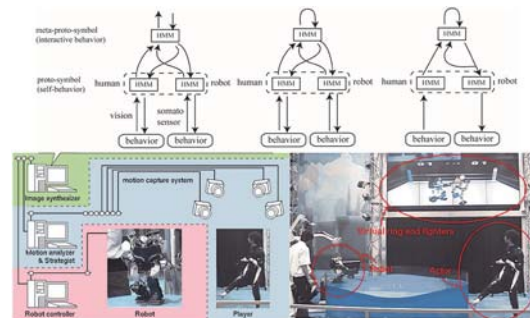 meta-proto-symbol
(interactive behavior)
HMM
HMM
HMM
proto-symbol
(self-behavior)
human
HMM
HMM
robot
human
HMM
HMM
robot
human
HMM
HMM
robot
vision
somato
sensor
behavior
behavior
behavior
behavior
behavior
behavior
Image synthesizer
motion capture system
Motion analyzer
& Strategist
Robot controller
Robot
Player
Virtual ring and fighters
Robot